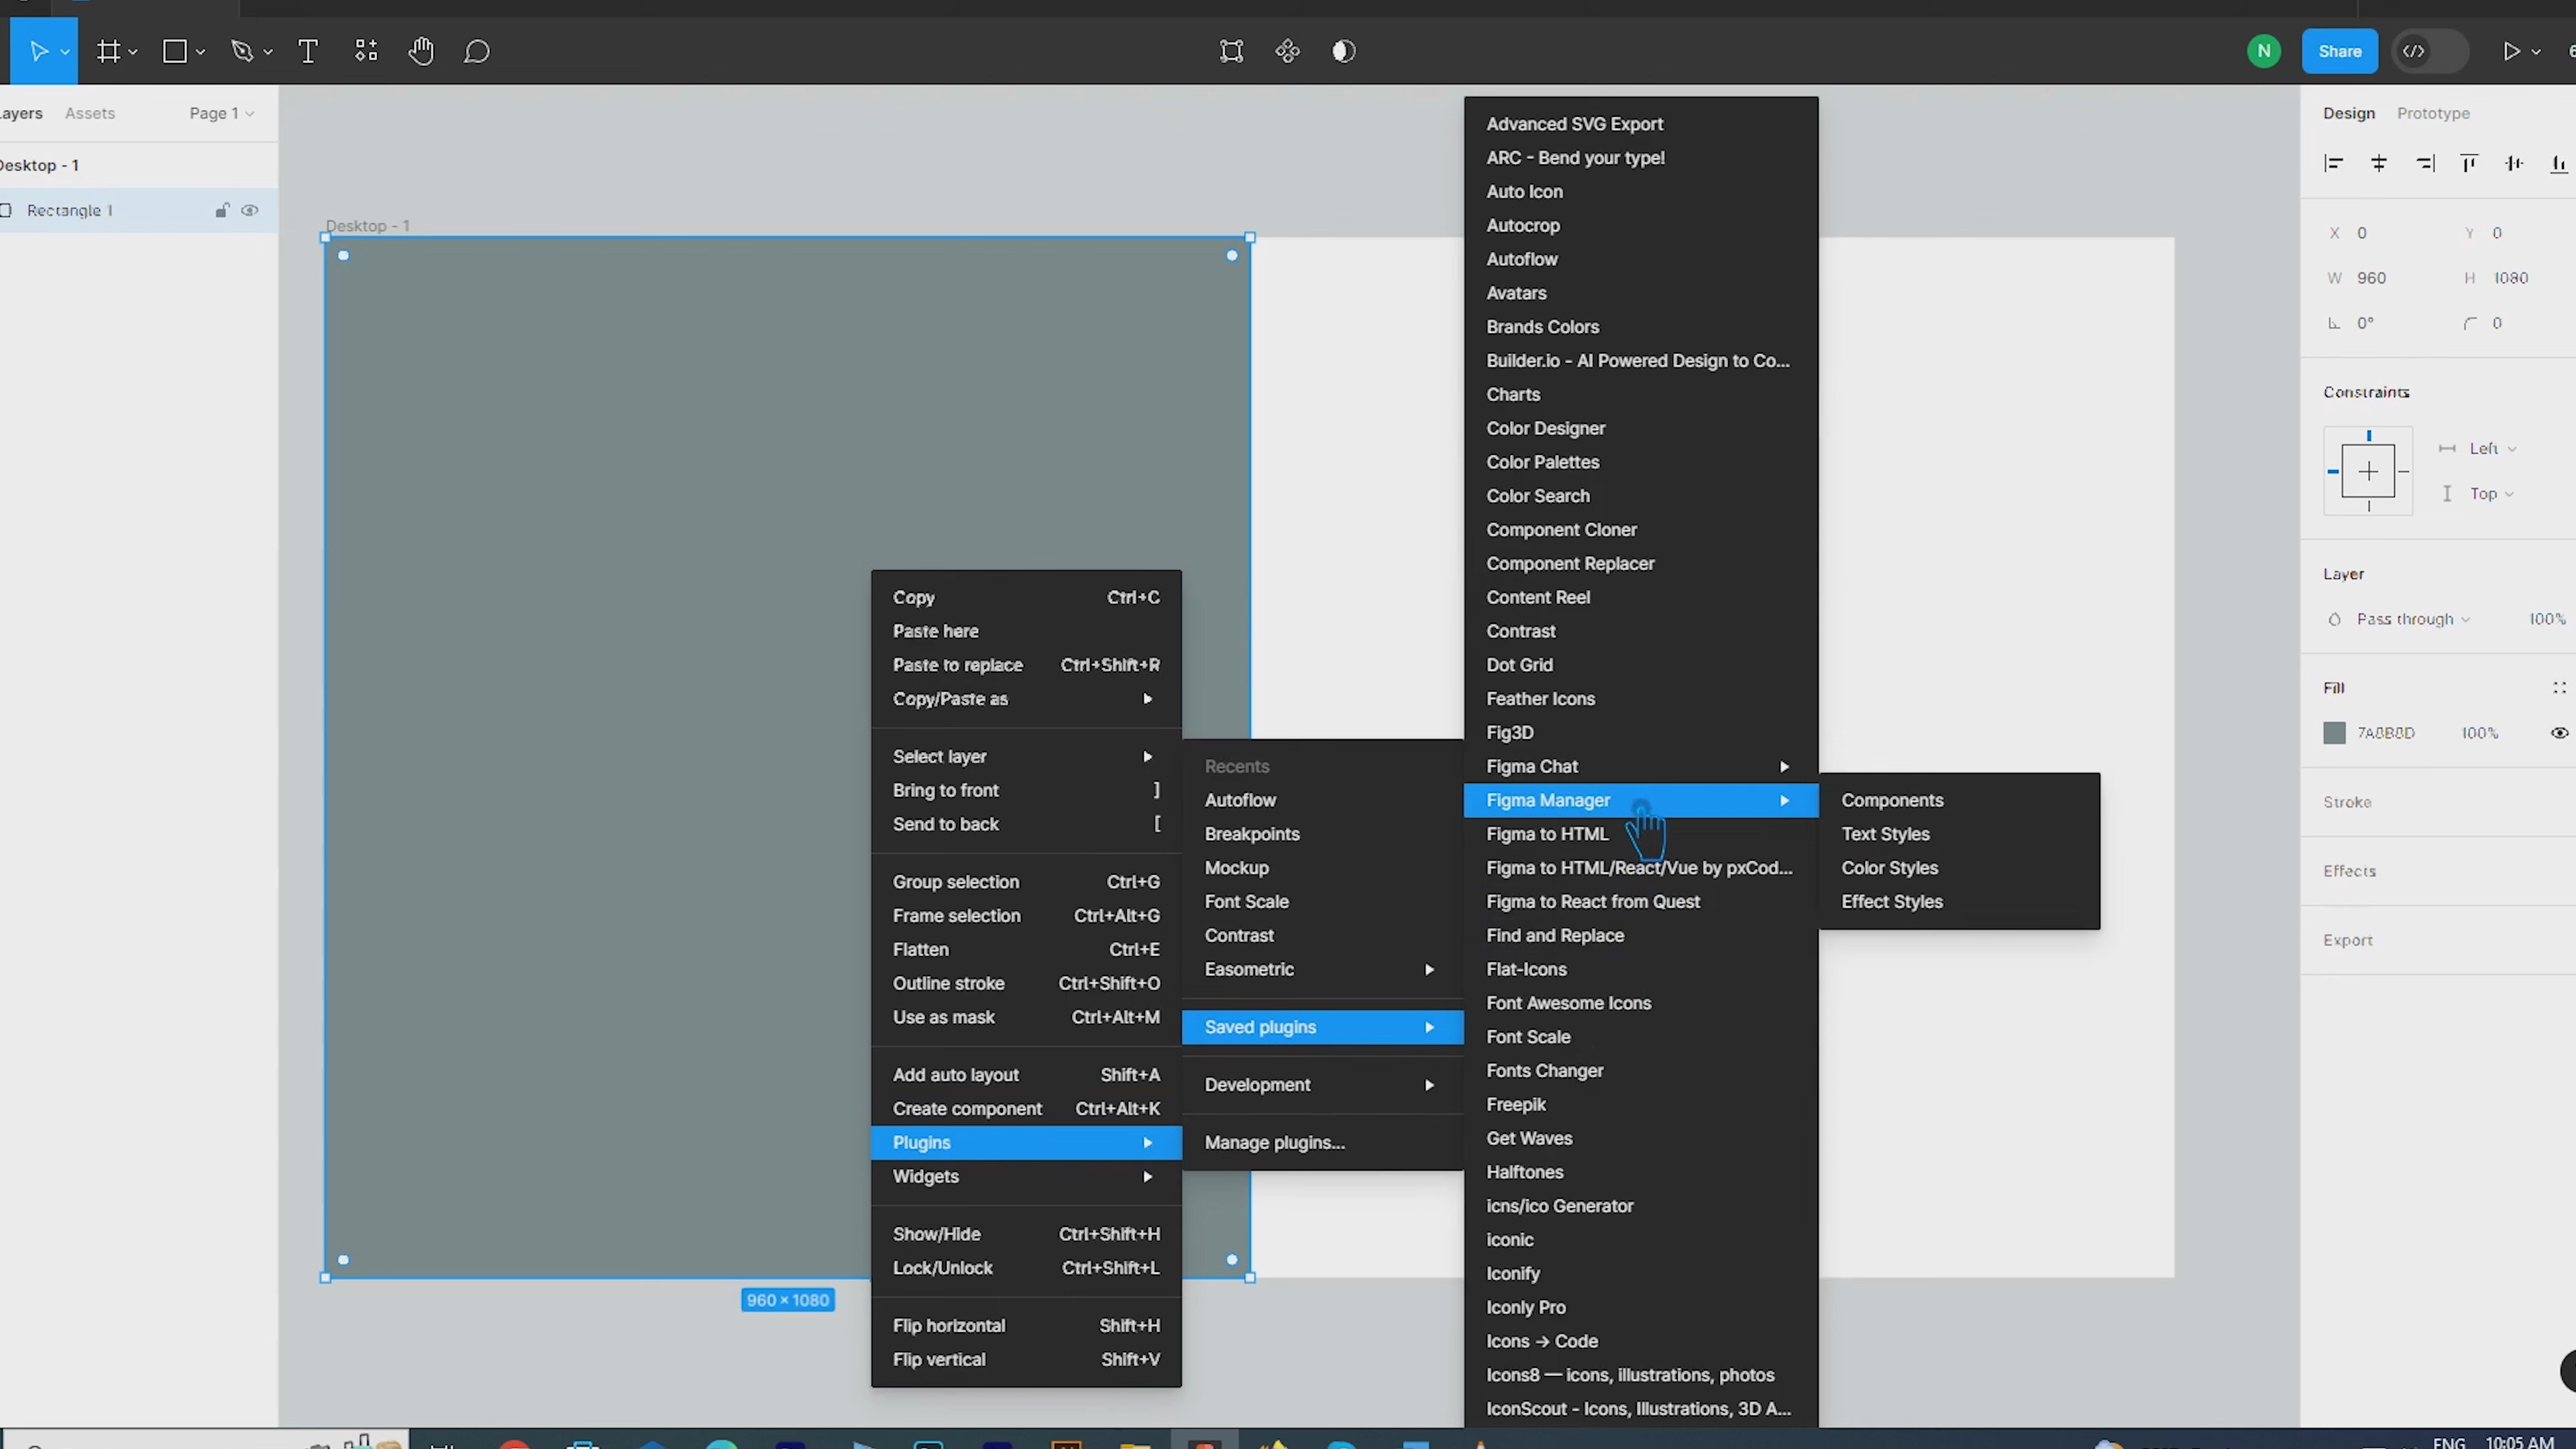 N
Share
Layers Assets Page 1
Desktop - 1
Rectangle 1
Desktop - 1
960 × 1080
Copy Ctrl+C
Paste here
Paste to replace Ctrl+Shift+R
Copy/Paste as
Select layer
Bring to front ]
Send to back [
Group selection Ctrl+G
Frame selection Ctrl+Alt+G
Flatten Ctrl+E
Outline stroke Ctrl+Shift+O
Use as mask Ctrl+Alt+M
Add auto layout Shift+A
Create component Ctrl+Alt+K
Plugins
Widgets
Show/Hide Ctrl+Shift+H
Lock/Unlock Ctrl+Shift+L
Flip horizontal Shift+H
Flip vertical Shift+V
Recents
Autoflow
Breakpoints
Mockup
Font Scale
Contrast
Easometric
Saved plugins
Development
Manage plugins...
Advanced SVG Export
ARC - Bend your type!
Auto Icon
Autocrop
Autoflow
Avatars
Brands Colors
Builder.io - AI Powered Design to Co...
Charts
Color Designer
Color Palettes
Color Search
Component Cloner
Component Replacer
Content Reel
Contrast
Dot Grid
Feather Icons
Fig3D
Figma Chat
Figma Manager
Figma to HTML
Figma to HTML/React/Vue by pxCod...
Figma to React from Quest
Find and Replace
Flat-Icons
Font Awesome Icons
Font Scale
Fonts Changer
Freepik
Get Waves
Halftones
icns/ico Generator
iconic
Iconify
Iconly Pro
Icons → Code
Icons8 — icons, illustrations, photos
IconScout - Icons, Illustrations, 3D A...
Components
Text Styles
Color Styles
Effect Styles
Design Prototype
X 0 Y 0
W 960 H 1080
0° 0
Constraints
Left
Top
Layer
Pass through 100%
Fill
7A8B8D 100%
Stroke
Effects
Export
ENG 10:05 AM